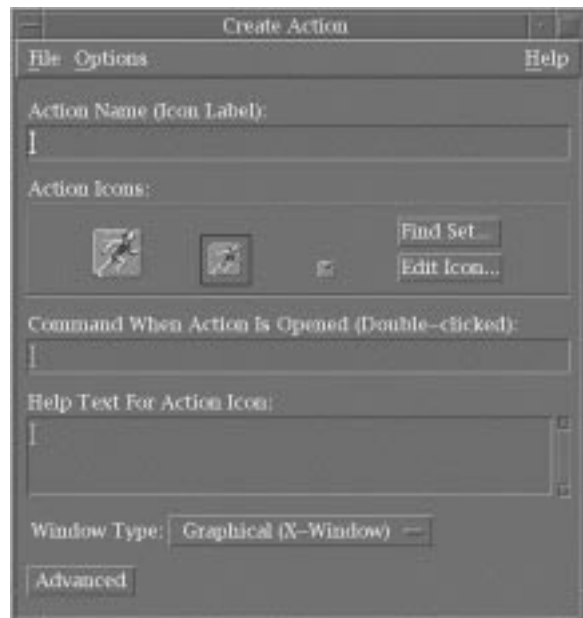 Create Action
File Options Help
Action Name (Icon Label):
Action Icons:
Find Set...
Edit Icon...
Command When Action Is Opened (Double-clicked):
Help Text For Action Icon:
Window Type: Graphical (X-Window)
Advanced